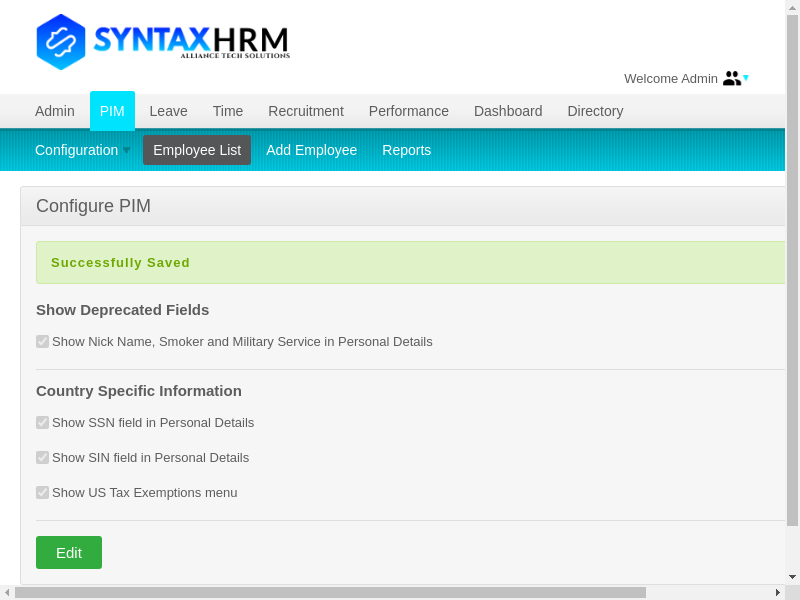 SYNTAXHRM
ALLIANCE TECH SOLUTIONS
Welcome Admin
Admin PIM Leave Time Recruitment Performance Dashboard Directory
Configuration Employee List Add Employee Reports
Configure PIM
Successfully Saved
Show Deprecated Fields
Show Nick Name, Smoker and Military Service in Personal Details
Country Specific Information
Show SSN field in Personal Details
Show SIN field in Personal Details
Show US Tax Exemptions menu
Edit